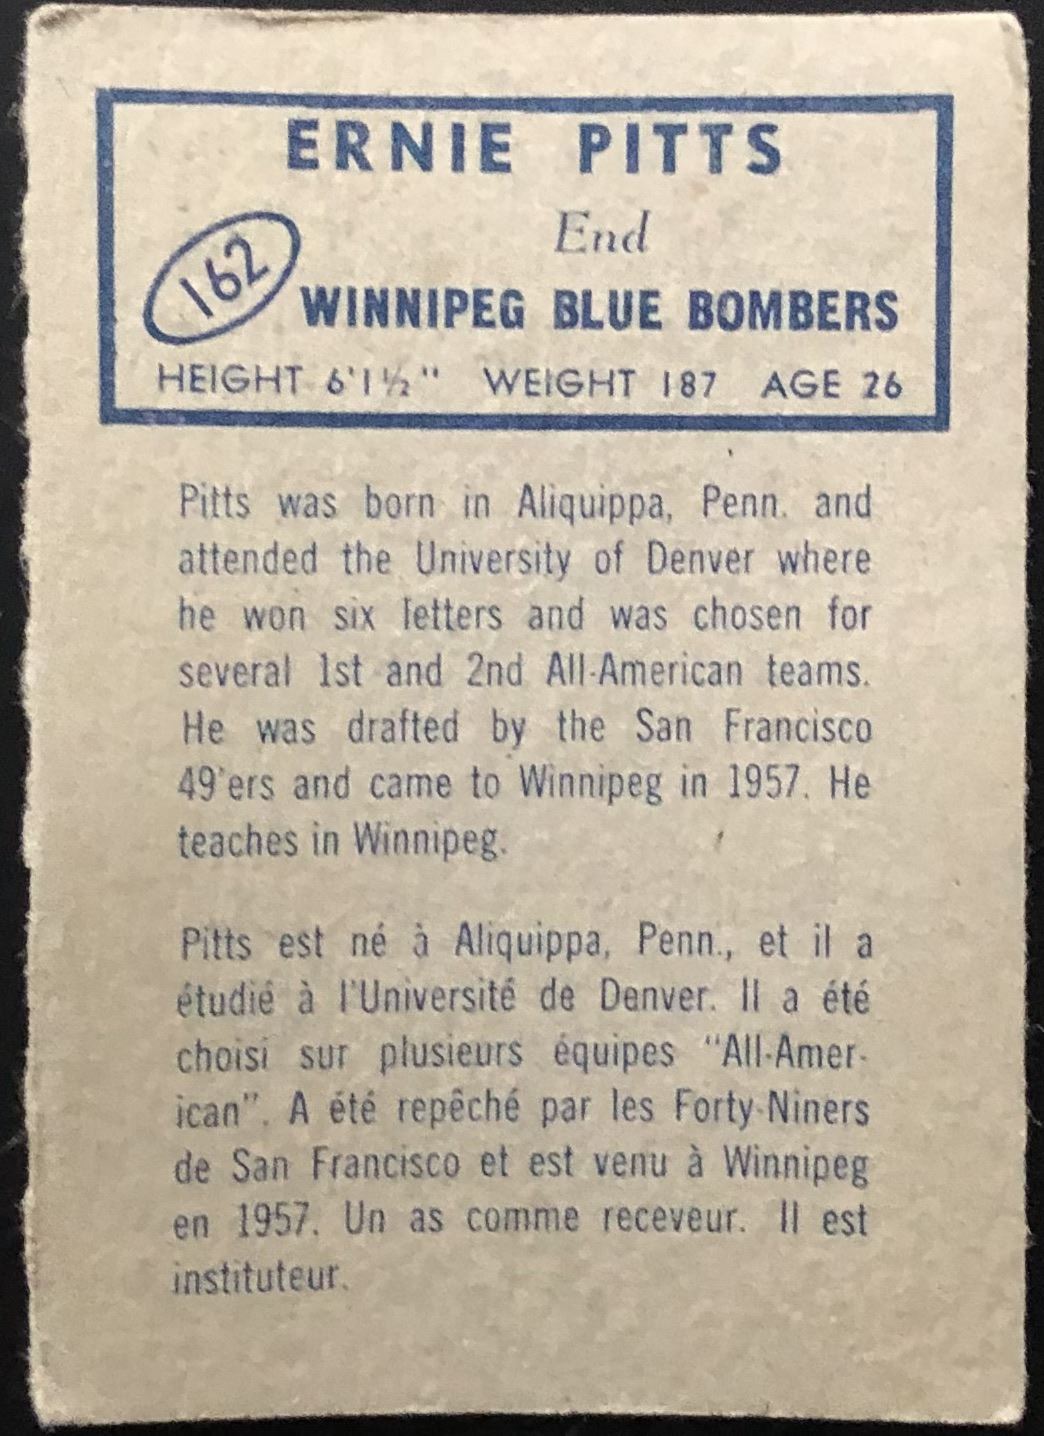 ERNIE PITTS
End
162
WINNIPEG BLUE BOMBERS
HEIGHT 6'1½" WEIGHT 187 AGE 26
Pitts was born in Aliquippa, Penn. and
attended the University of Denver where
he won six letters and was chosen for
several 1st and 2nd All-American teams.
He was drafted by the San Francisco
49'ers and came to Winnipeg in 1957. He
teaches in Winnipeg.
Pitts est né à Aliquippa, Penn., et il a
étudié à l'Université de Denver. Il a été
choisi sur plusieurs équipes "All-Amer-
ican". A été repêché par les Forty-Niners
de San Francisco et est venu à Winnipeg
en 1957. Un as comme receveur. Il est
instituteur.